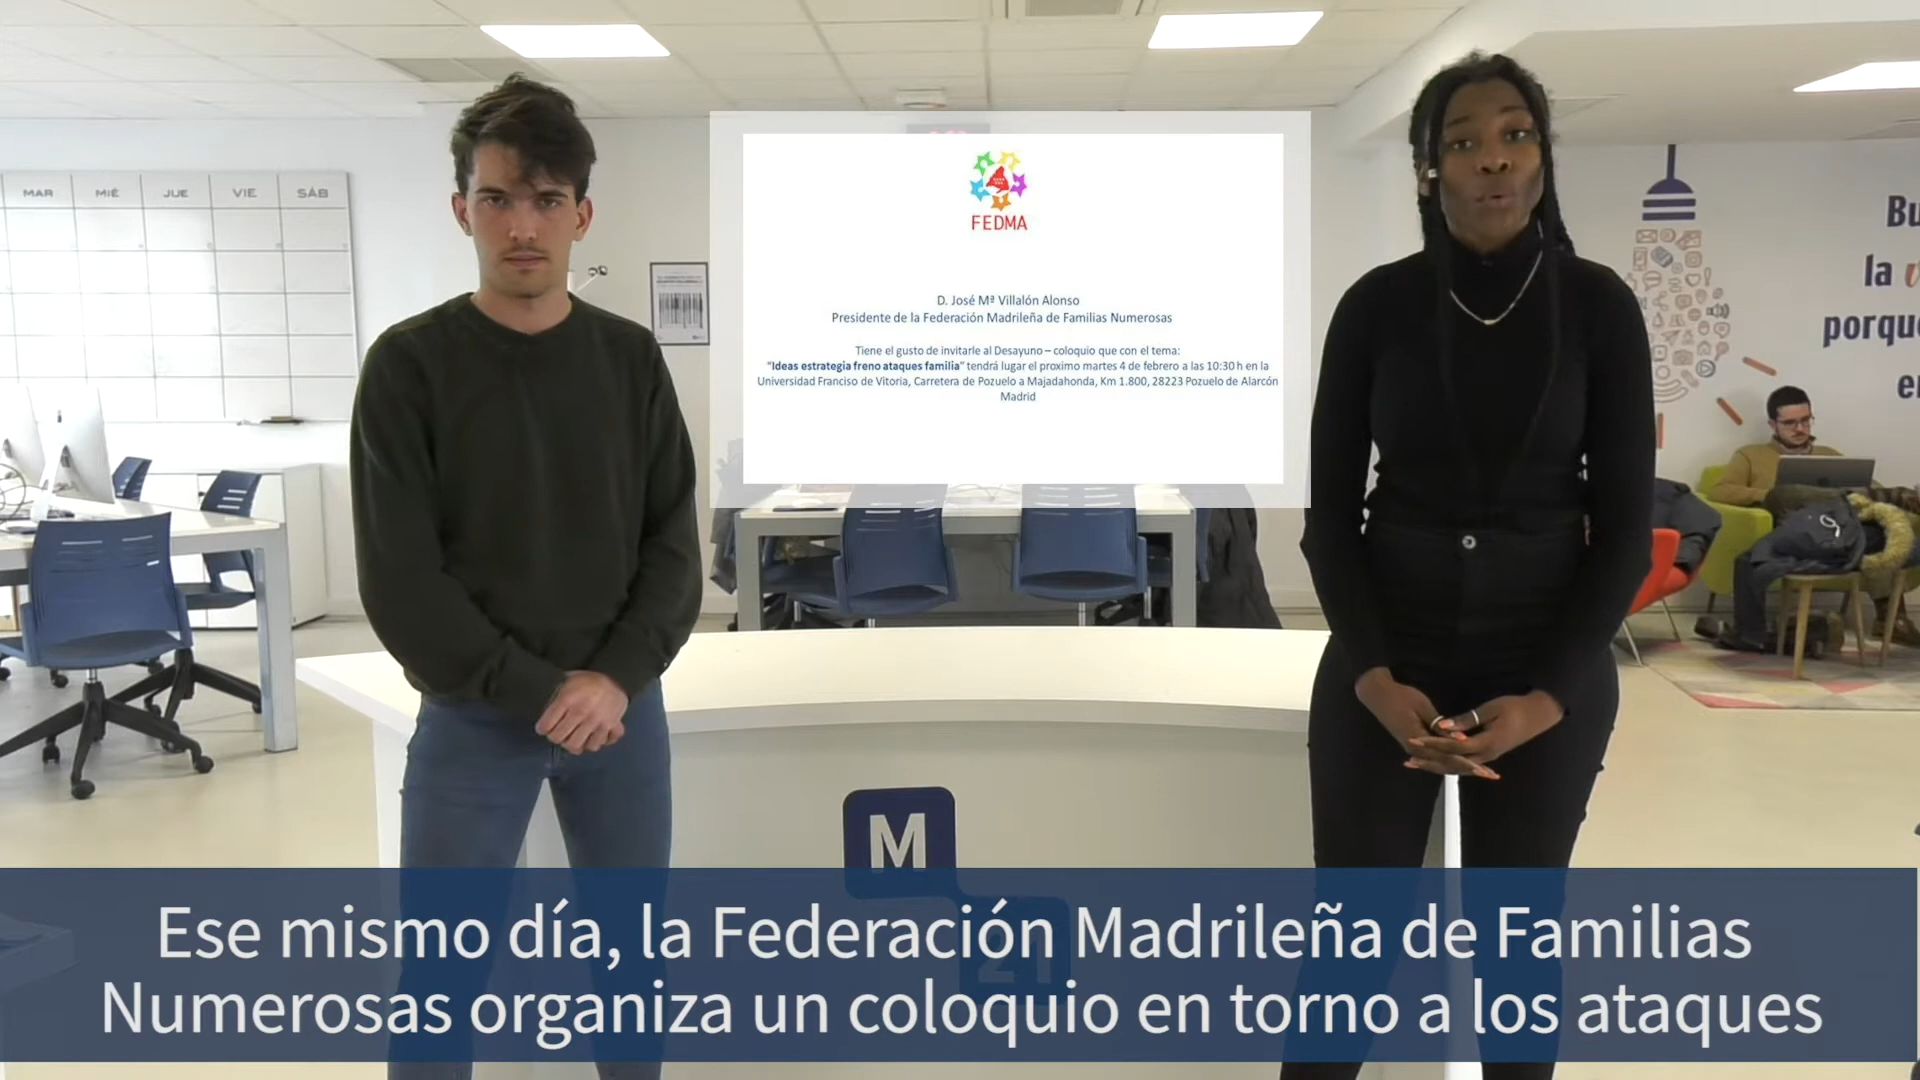 MAR MIÉ JUE VIE SÁB
FEDMA
D. José Mª Villalón Alonso
Presidente de la Federación Madrileña de Familias Numerosas
Tiene el gusto de invitarle al Desayuno – coloquio que con el tema:
"Ideas estrategia freno ataques familia" tendrá lugar el proximo martes 4 de febrero a las 10:30 h en la
Universidad Franciso de Vitoria, Carretera de Pozuelo a Majadahonda, Km 1.800, 28223 Pozuelo de Alarcón
Madrid
Bu
la
porqu
e
M
21
Ese mismo día, la Federación Madrileña de Familias
Numerosas organiza un coloquio en torno a los ataques